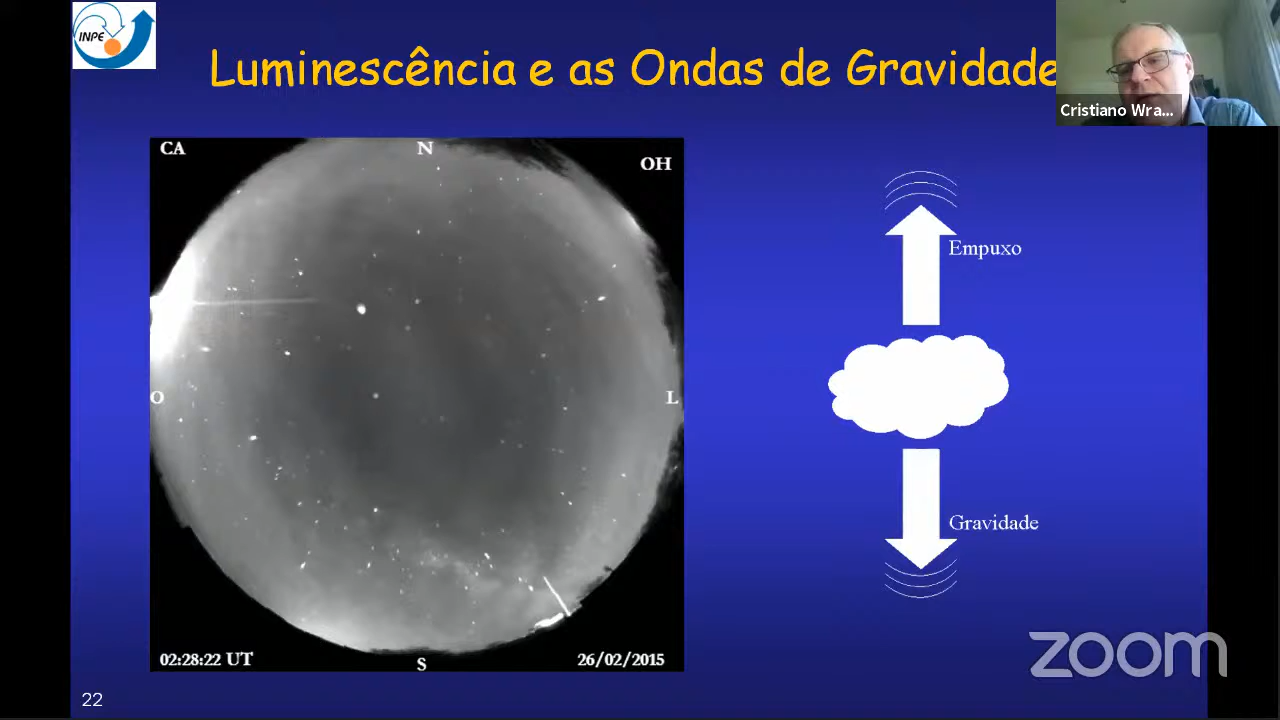 INPE
Luminescência e as Ondas de Gravidade
Cristiano Wra...
CA
N
OH
Empuxo
O
L
Gravidade
02:28:22 UT
S
26/02/2015
zoom
22